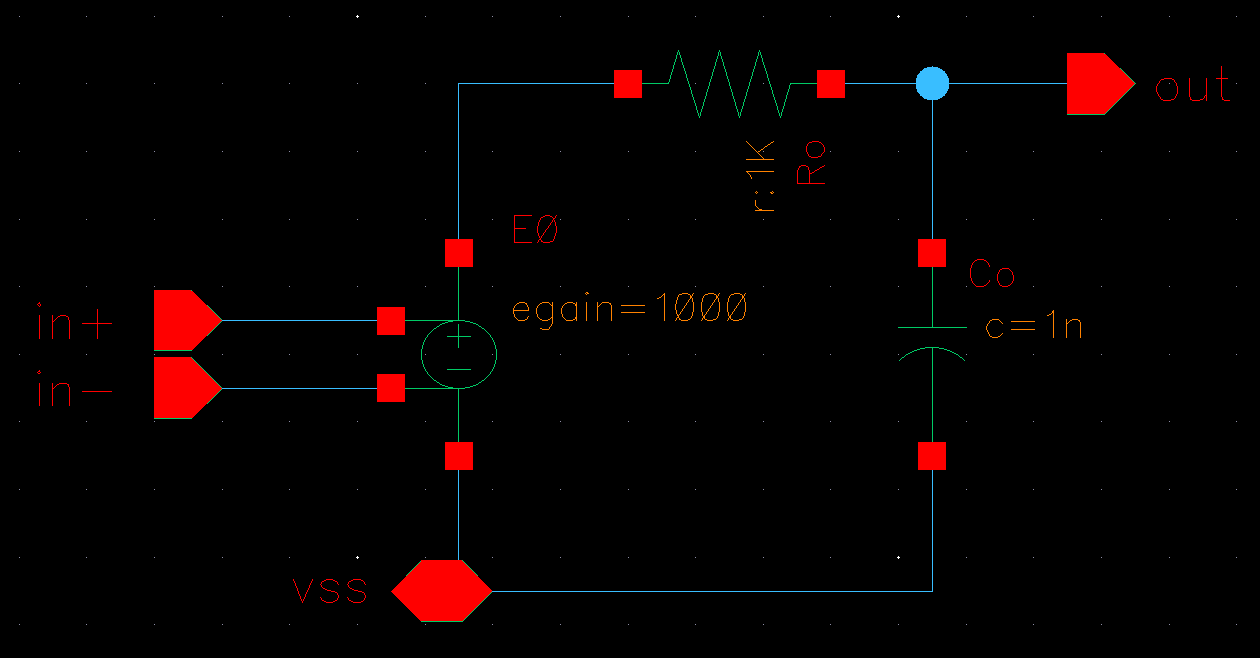 out
r:1K
Ro
E0
Co
egain=1000
in+
c=1n
in-
vss